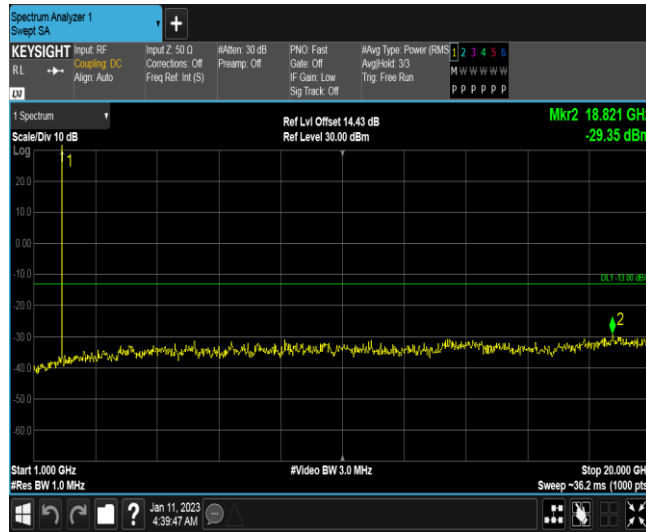 Spectrum Analyzer 1
Swept SA
+
KEYSIGHT
RL
LXI
Input: RF
Coupling: DC
Align: Auto
Input Z: 50 Ω
Corrections: Off
Freq Ref: Int (S)
#Atten: 30 dB
Preamp: Off
PNO: Fast
Gate: Off
IF Gain: Low
Sig Track: Off
#Avg Type: Power (RMS
Avg|Hold: 3/3
Trig: Free Run
1 2 3 4 5 6
M W W W W W
P P P P P P
1 Spectrum
Scale/Div 10 dB
Ref Lvl Offset 14.43 dB
Ref Level 30.00 dBm
Mkr2 18.821 GHz
-29.35 dBm
Log
1
20.0
10.0
0.00
-10.0
DL1 -13.00 dBm
-20.0
2
-30.0
-40.0
-50.0
-60.0
Start 1.000 GHz
#Video BW 3.0 MHz
Stop 20.000 GHz
#Res BW 1.0 MHz
Sweep ~36.2 ms (1000 pts)
?
Jan 11, 2023
4:39:47 AM